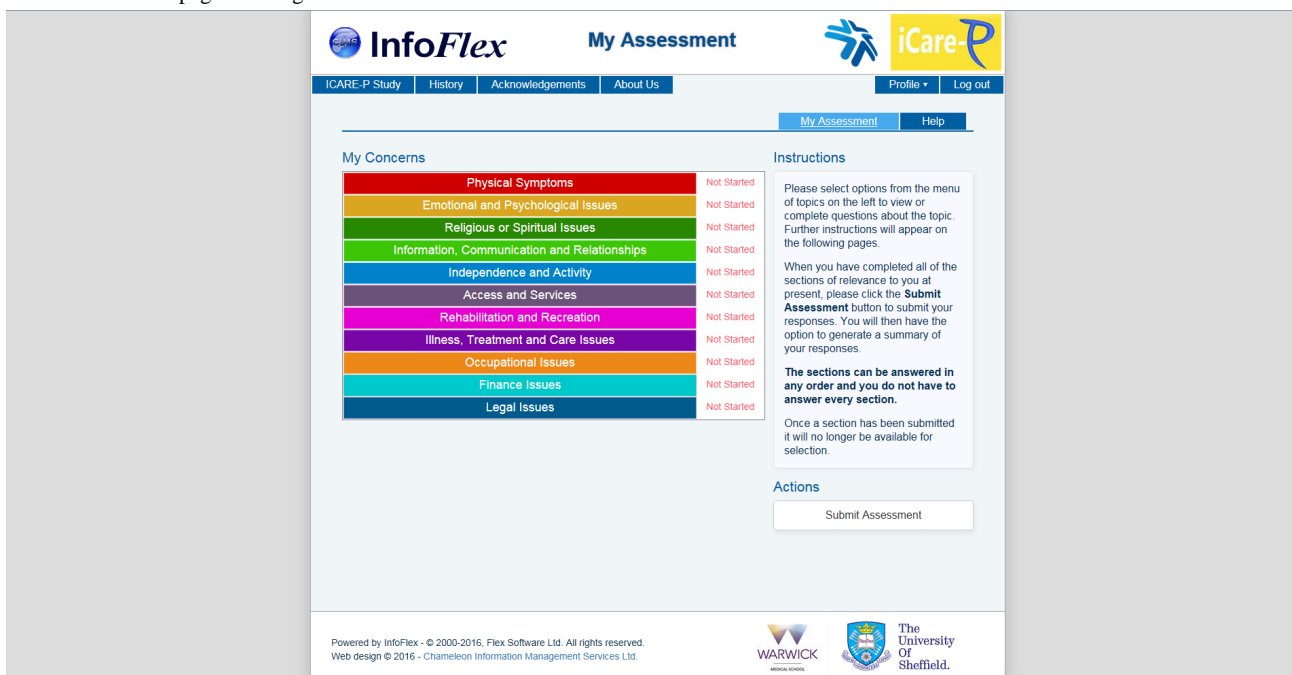 InfoFlex
My Assessment
iCare-P
ICARE-P Study History Acknowledgements About Us Profile Log out
My Assessment Help
My Concerns
Physical Symptoms Not Started
Emotional and Psychological Issues Not Started
Religious or Spiritual Issues Not Started
Information, Communication and Relationships Not Started
Independence and Activity Not Started
Access and Services Not Started
Rehabilitation and Recreation Not Started
Illness, Treatment and Care Issues Not Started
Occupational Issues Not Started
Finance Issues Not Started
Legal Issues Not Started
Instructions
Please select options from the menu
of topics on the left to view or
complete questions about the topic.
Further instructions will appear on
the following pages.
When you have completed all of the
sections of relevance to you at
present, please click the Submit
Assessment button to submit your
responses. You will then have the
option to generate a summary of
your responses.
The sections can be answered in
any order and you do not have to
answer every section.
Once a section has been submitted
it will no longer be available for
selection.
Actions
Submit Assessment
Powered by InfoFlex - © 2000-2016, Flex Software Ltd. All rights reserved.
Web design © 2016 - Chameleon Information Management Services Ltd.
WARWICK
MEDICAL SCHOOL
The
University
Of
Sheffield.